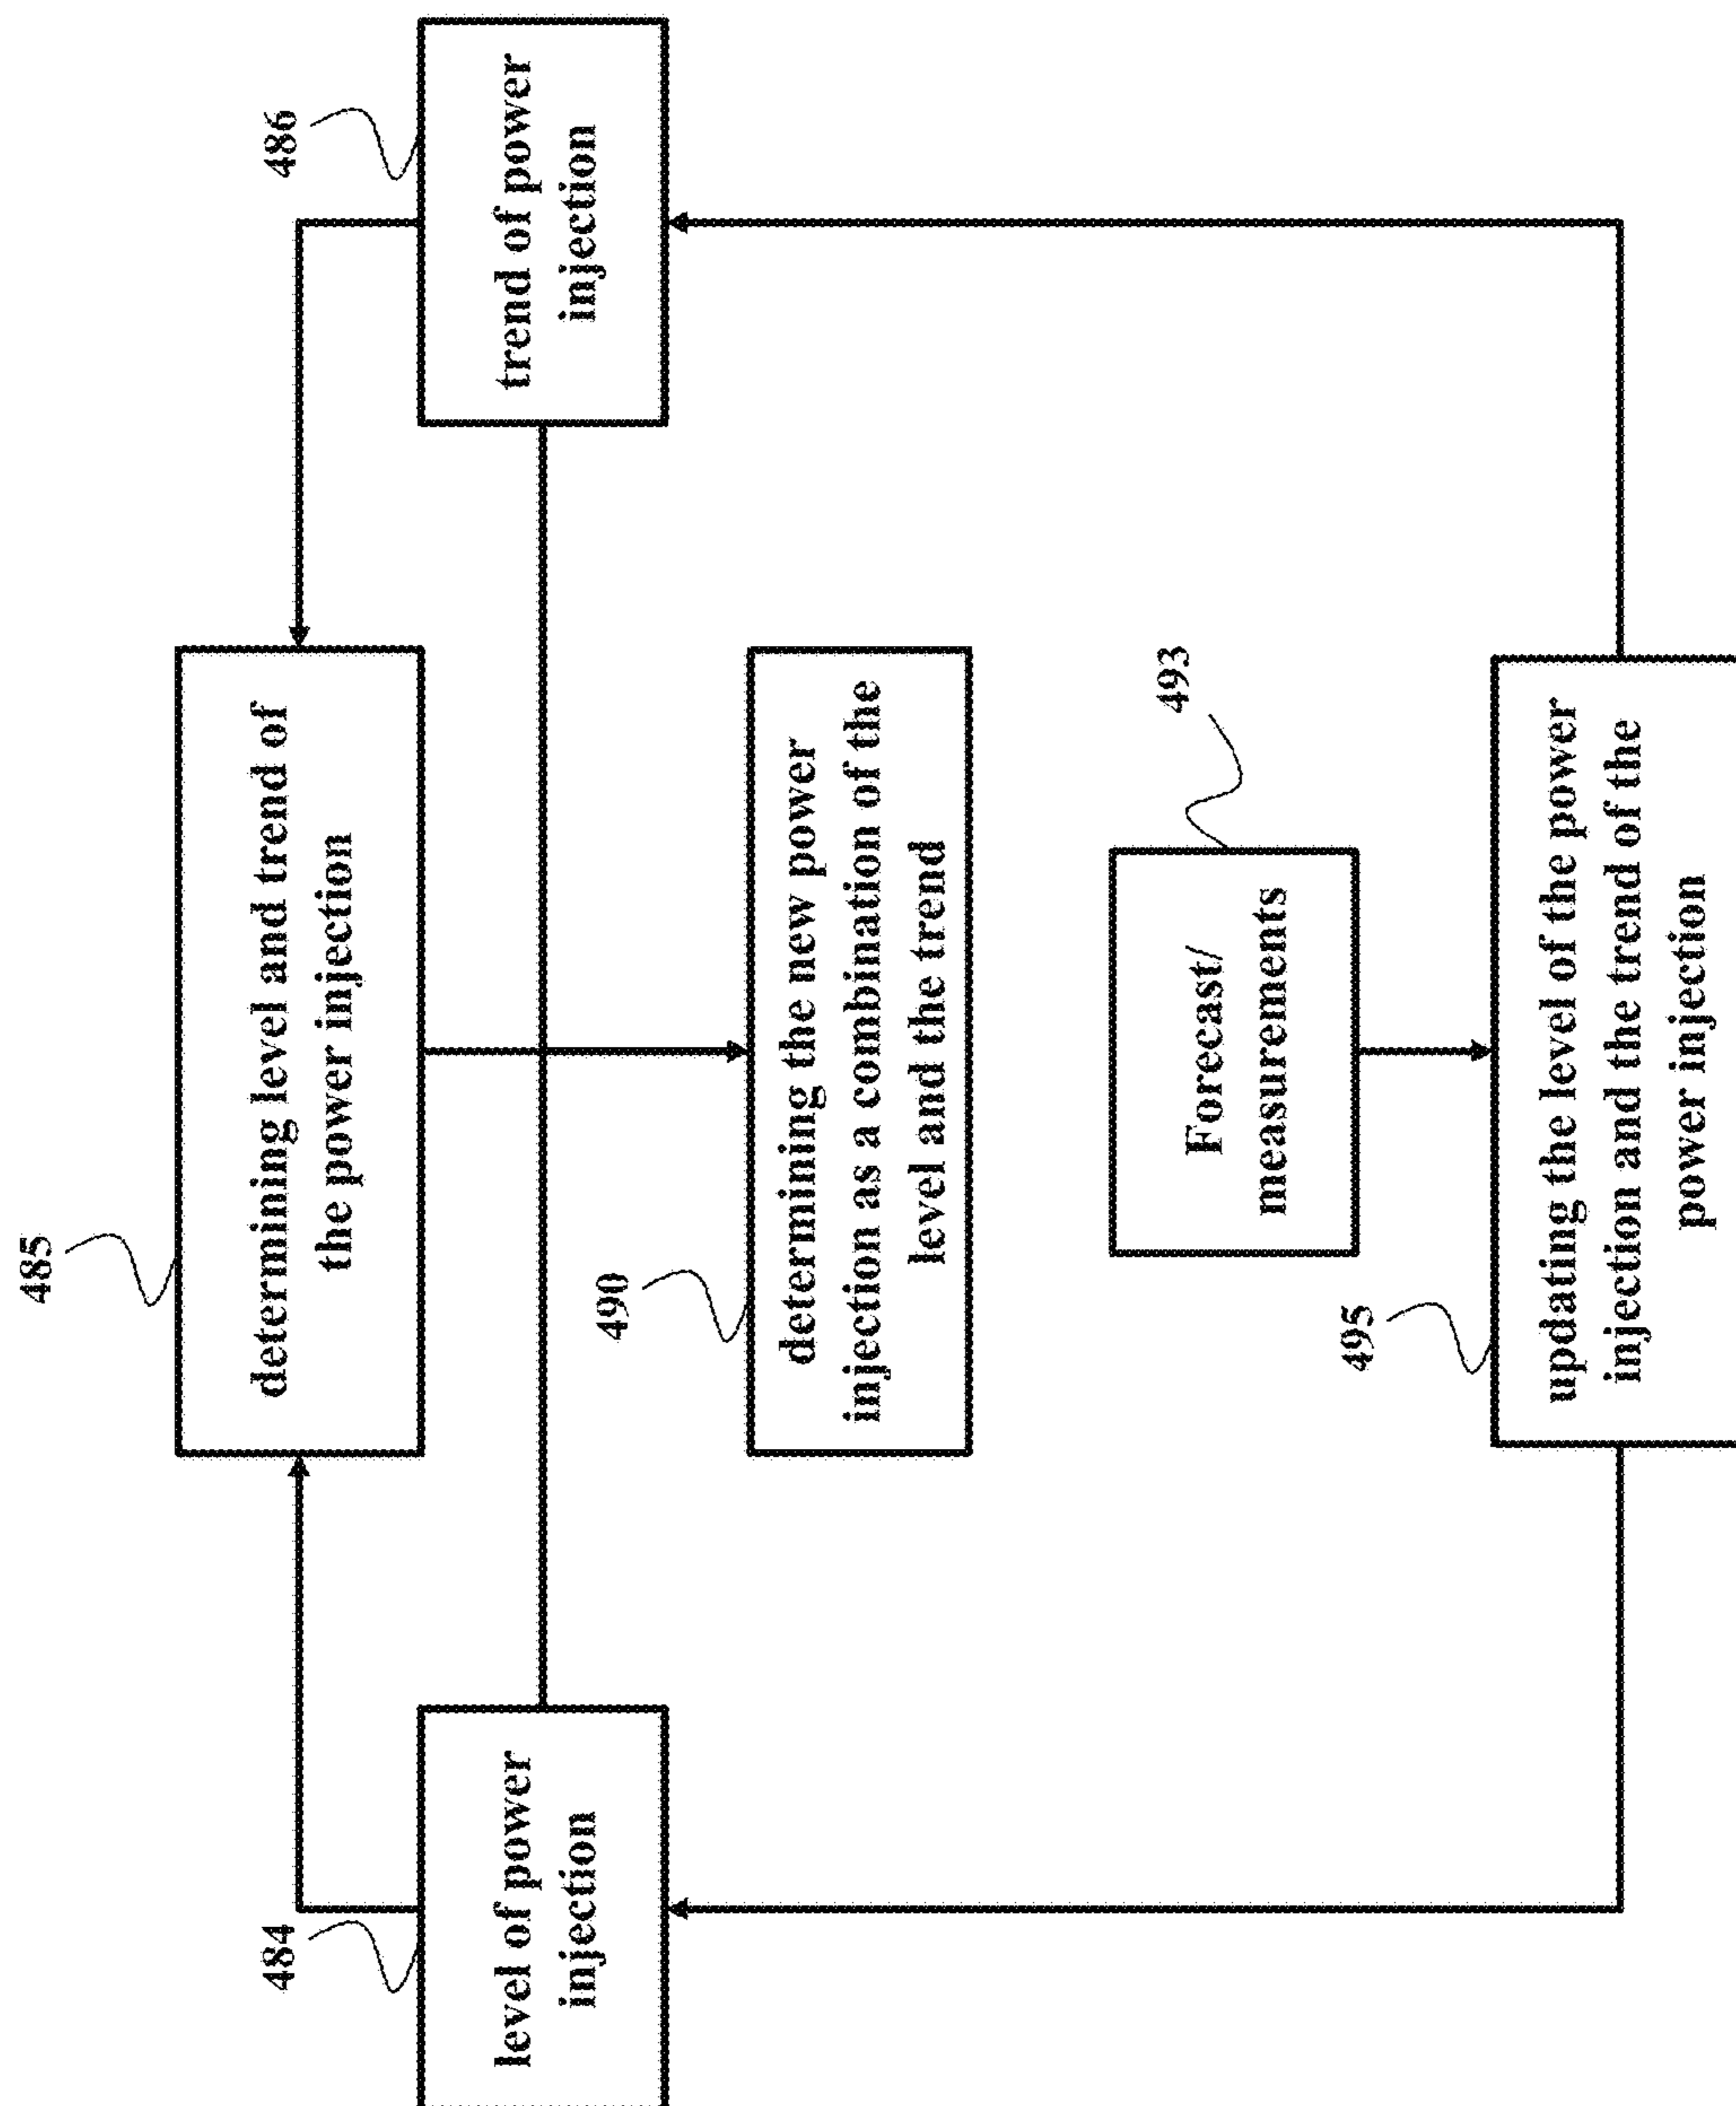 485
determining level and trend of
the power injection
484
level of power
injection
486
trend of power
injection
490
determining the new power
injection as a combination of the
level and the trend
493
Forecast/
measurements
495
updating the level of the power
injection and the trend of the
power injection